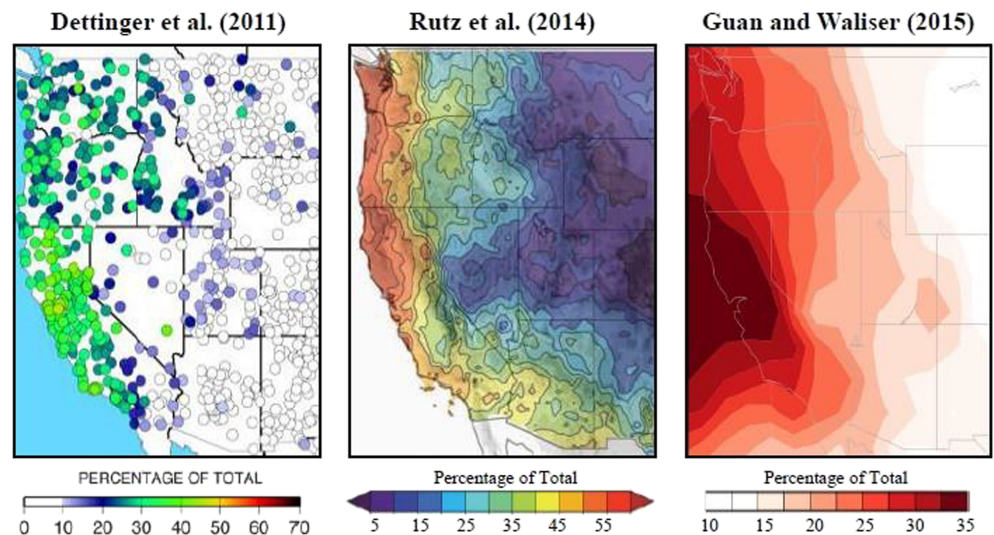 Dettinger et al. (2011)
Rutz et al. (2014)
Guan and Waliser (2015)
PERCENTAGE OF TOTAL
0 10 20 30 40 50 60 70
Percentage of Total
5 15 25 35 45 55
Percentage of Total
10 15 20 25 30 35